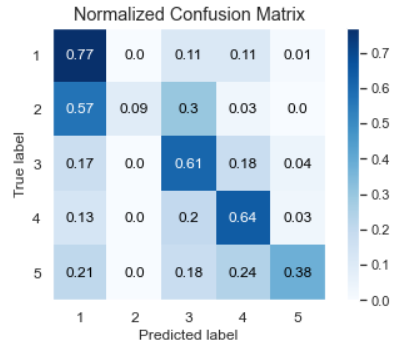 Normalized Confusion Matrix
True label
1 0.77 0.0 0.11 0.11 0.01
2 0.57 0.09 0.3 0.03 0.0
3 0.17 0.0 0.61 0.18 0.04
4 0.13 0.0 0.2 0.64 0.03
5 0.21 0.0 0.18 0.24 0.38
1 2 3 4 5
Predicted label
0.7
0.6
0.5
0.4
0.3
0.2
0.1
0.0